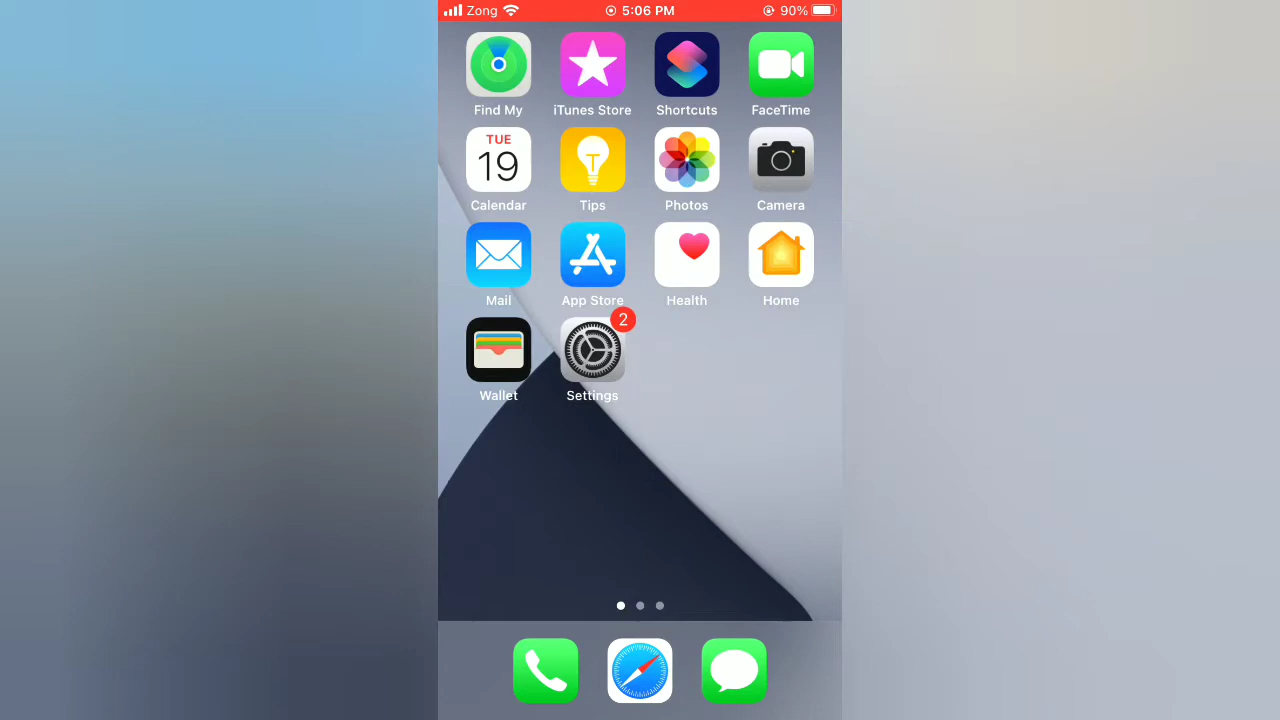 Zong 5:06 PM 90%
Find My iTunes Store Shortcuts FaceTime
TUE
19
Calendar Tips Photos Camera
Mail App Store Health Home
2
Wallet Settings